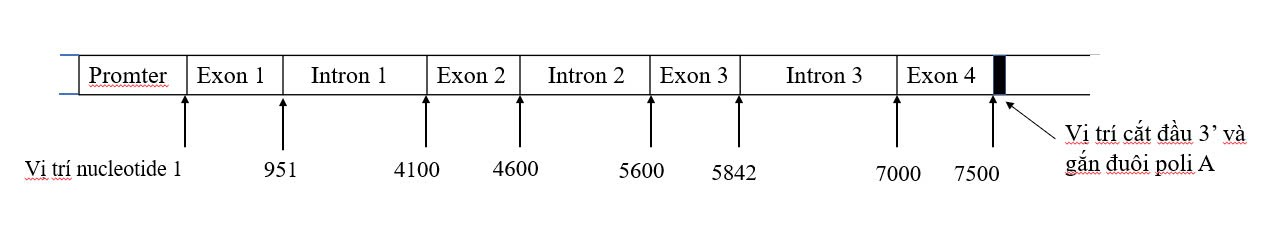 Promter Exon 1 Intron 1 Exon 2 Intron 2 Exon 3 Intron 3 Exon 4
Vị trí nucleotide 1 951 4100 4600 5600 5842 7000 7500
Vị trí cắt đầu 3’ và
gắn đuôi poli A